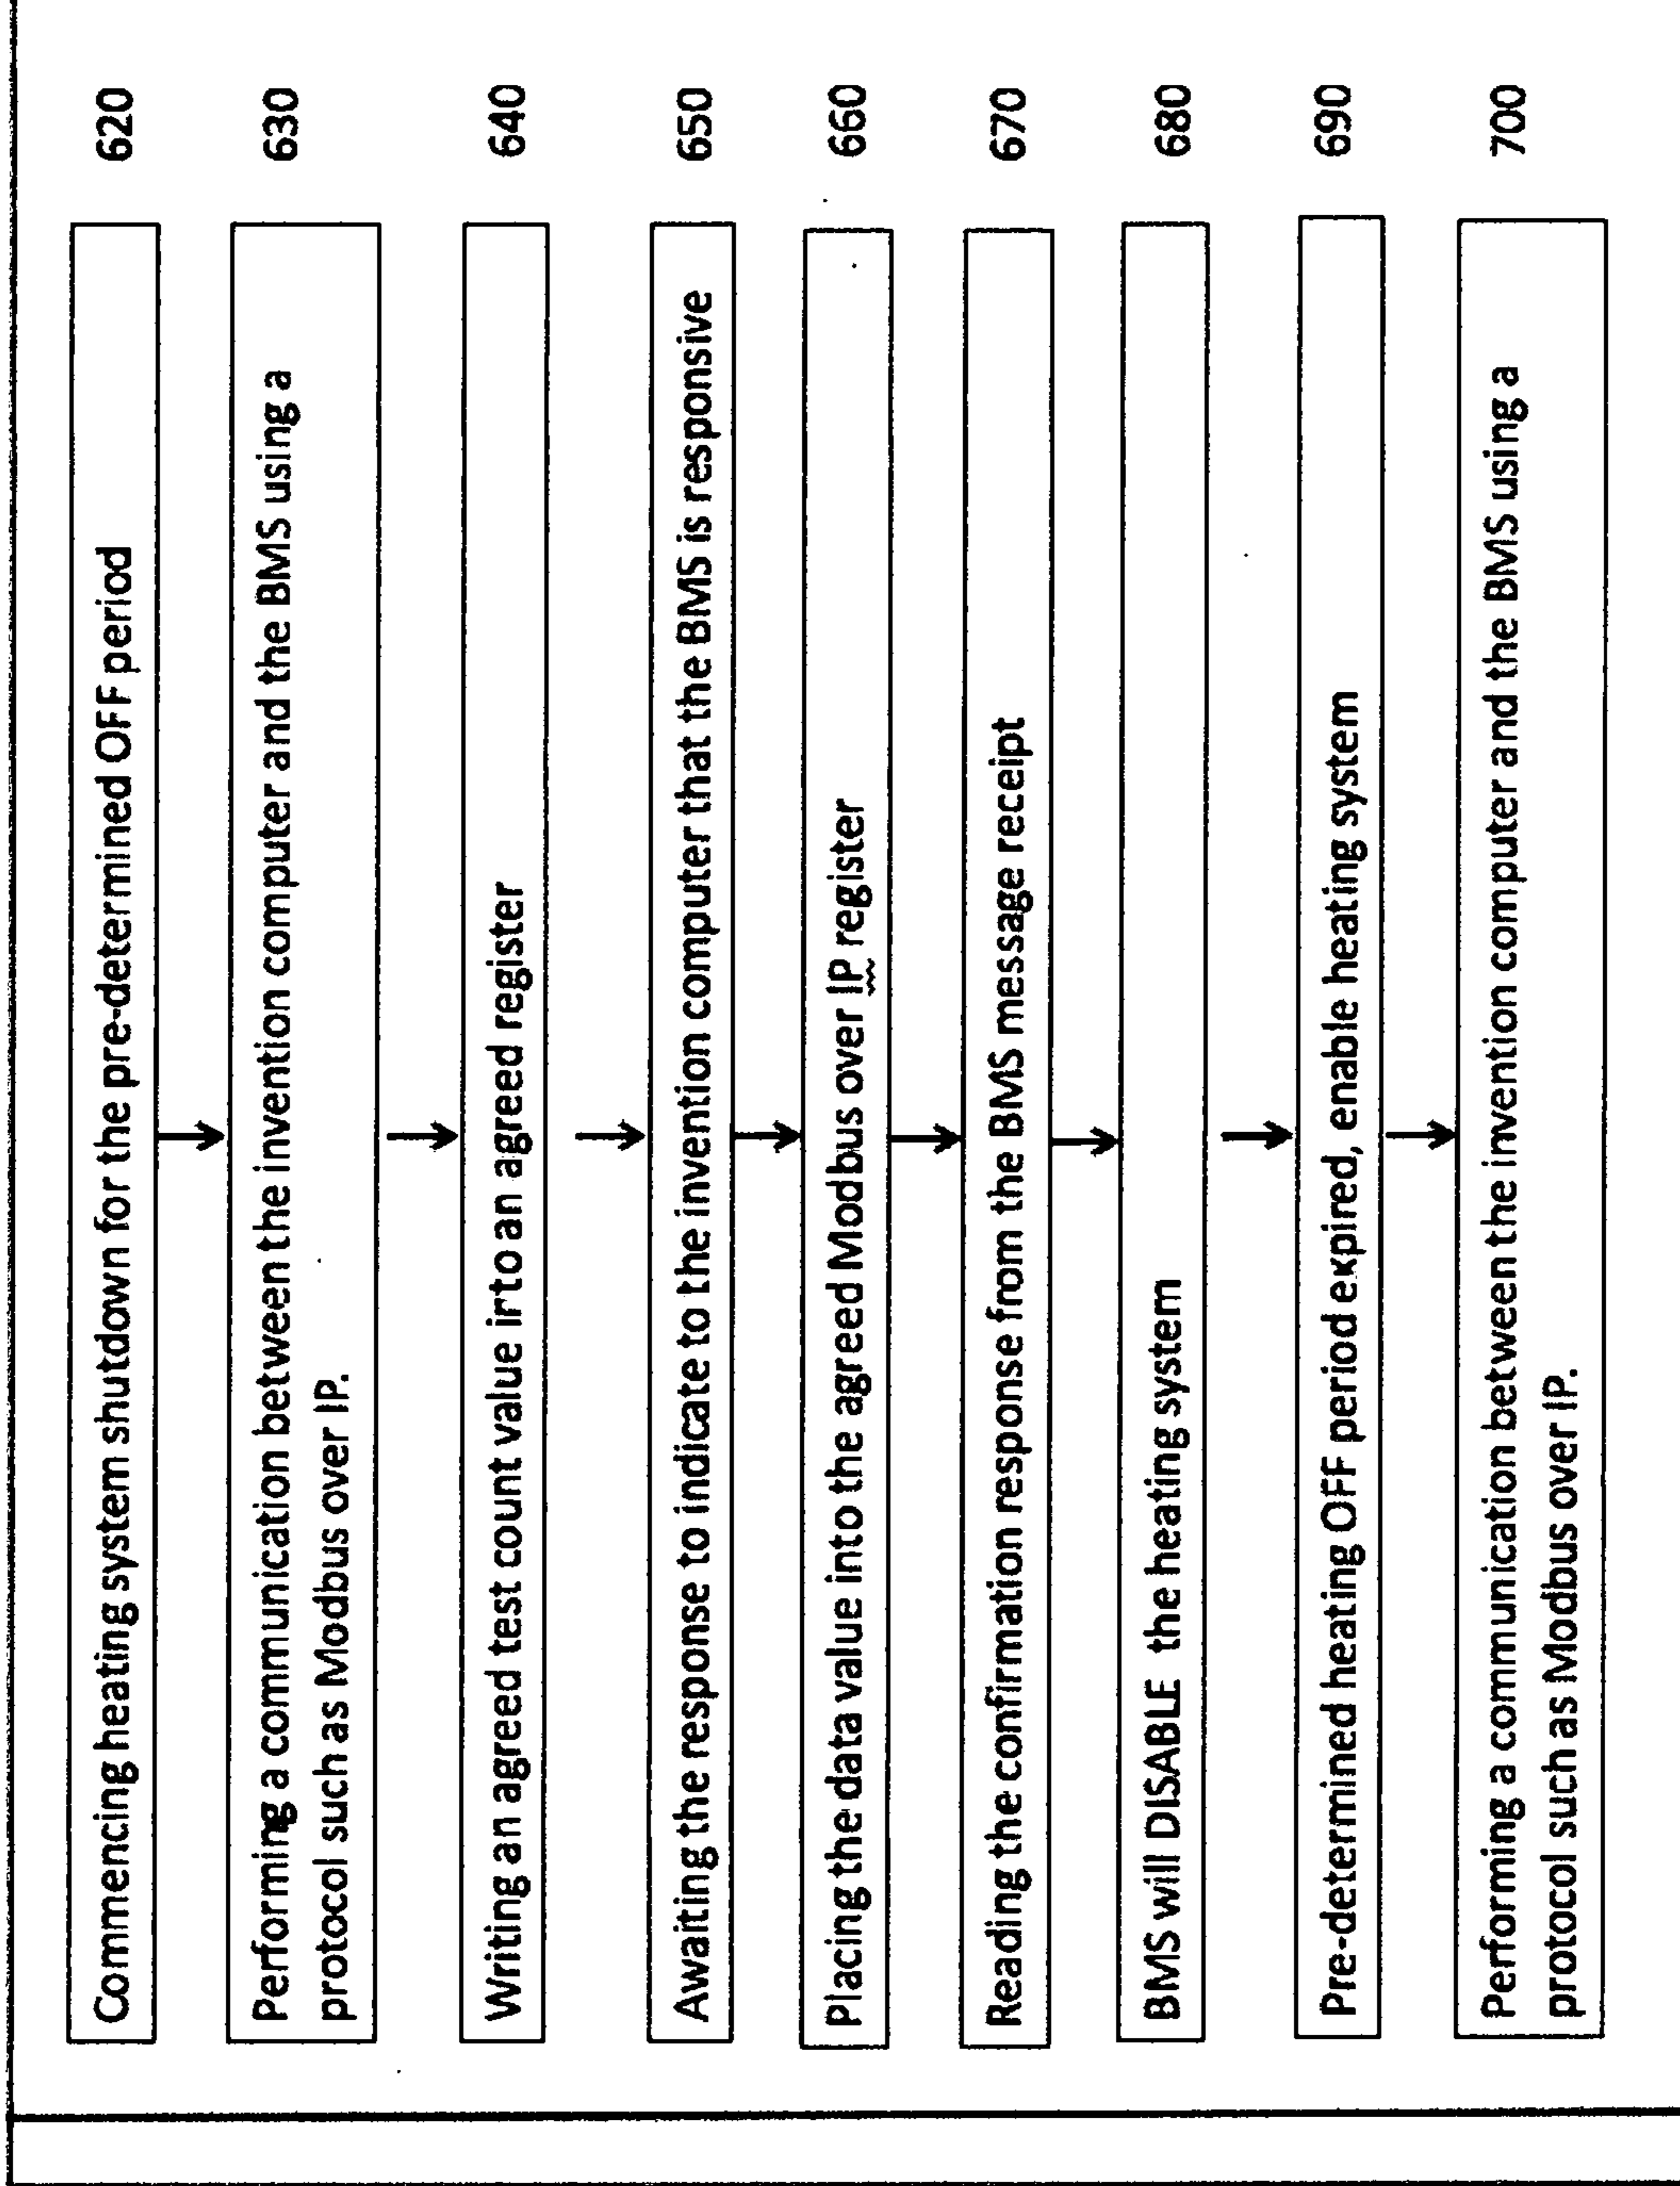 Commencing heating system shutdown for the pre-determined OFF period 620
Performing a communication between the invention computer and the BMS using a 630
protocol such as Modbus over IP.
Writing an agreed test count value irto an agreed register 640
Awaiting the response to indicate to the invention computer that the BMS is responsive 650
Placing the data value into the agreed Modbus over IP register 660
Reading the confirmation response from the BMS message receipt 670
BMS will DISABLE the heating system 680
Pre-determined heating OFF period expired, enable heating system 690
Performing a communication between the invention computer and the BMS using a 700
protocol such as Modbus over IP.